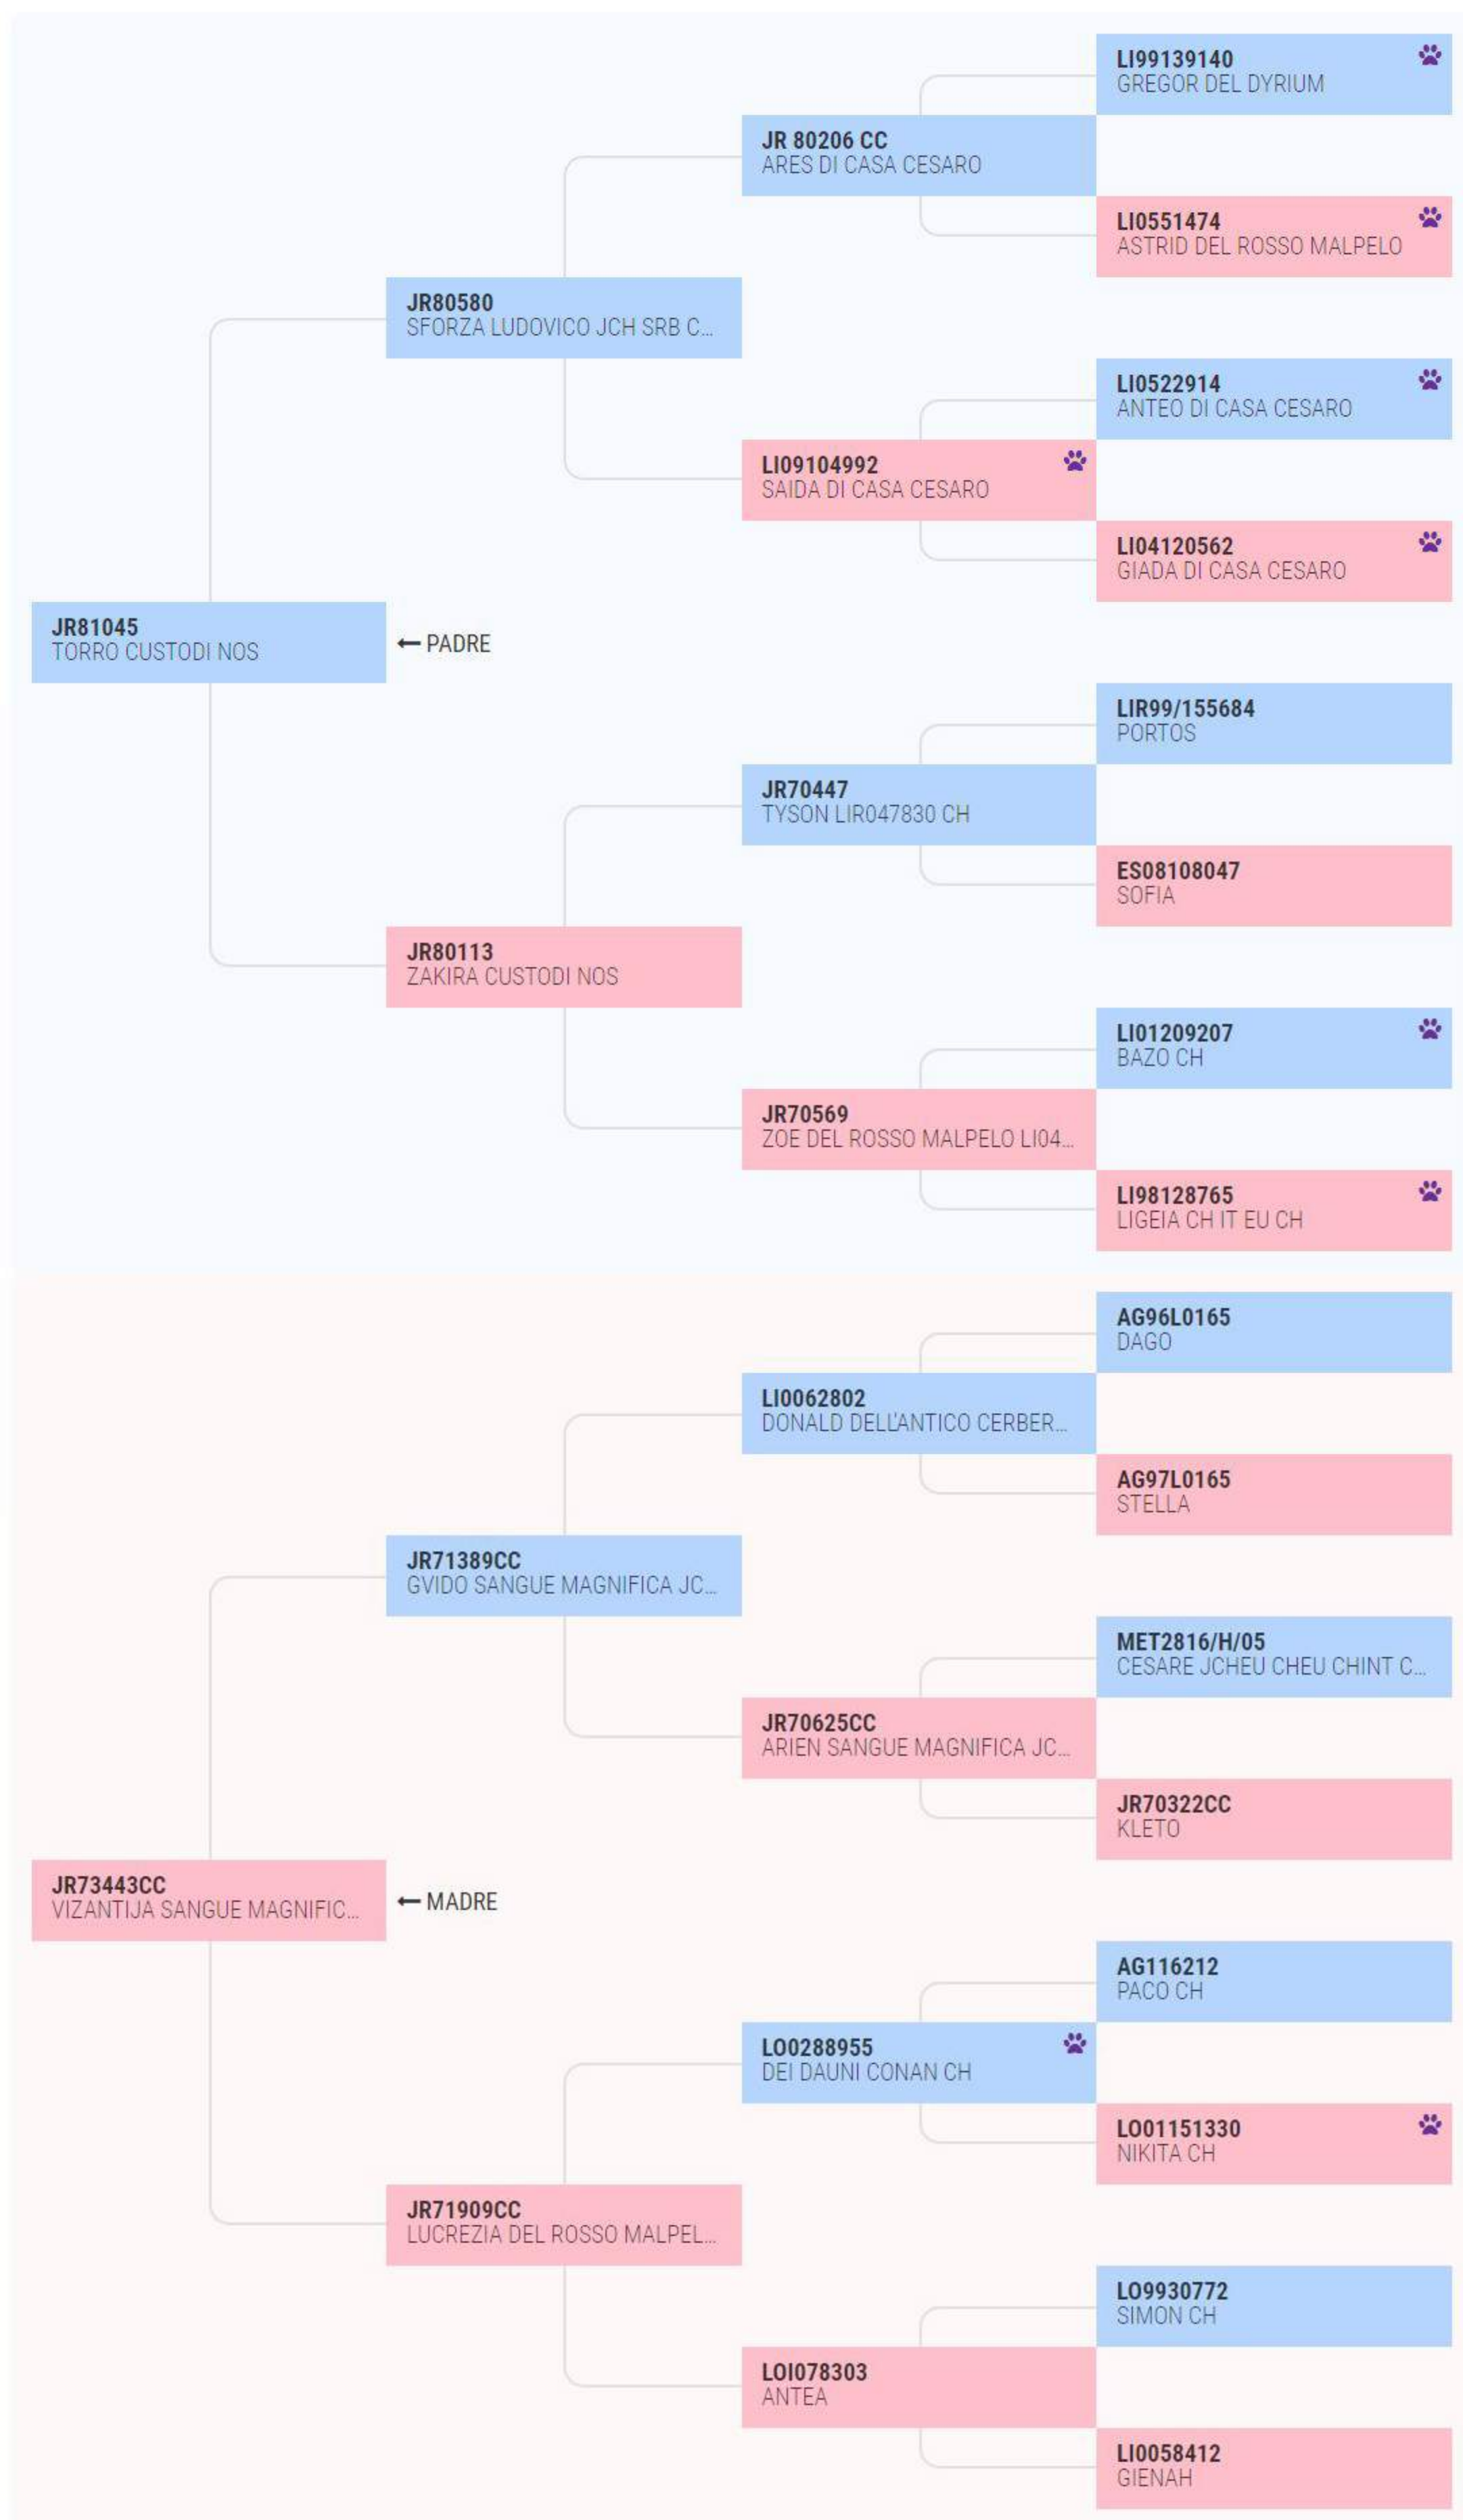 LI99139140
GREGOR DEL DYRIUM
JR 80206 CC
ARES DI CASA CESARO
LI0551474
ASTRID DEL ROSSO MALPELO
JR80580
SFORZA LUDOVICO JCH SRB C...
LI0522914
ANTEO DI CASA CESARO
LI09104992
SAIDA DI CASA CESARO
LI04120562
GIADA DI CASA CESARO
JR81045
TORRO CUSTODI NOS
← PADRE
LIR99/155684
PORTOS
JR70447
TYSON LIR047830 CH
ES08108047
SOFIA
JR80113
ZAKIRA CUSTODI NOS
LI01209207
BAZO CH
JR70569
ZOE DEL ROSSO MALPELO LI04...
LI98128765
LIGEIA CH IT EU CH
AG96L0165
DAGO
LI0062802
DONALD DELL'ANTICO CERBER...
AG97L0165
STELLA
JR71389CC
GVIDO SANGUE MAGNIFICA JC...
MET2816/H/05
CESARE JCHEU CHEU CHINT C...
JR70625CC
ARIEN SANGUE MAGNIFICA JC...
JR70322CC
KLETO
JR73443CC
VIZANTIJA SANGUE MAGNIFIC...
← MADRE
AG116212
PACO CH
LO0288955
DEI DAUNI CONAN CH
LO01151330
NIKITA CH
JR71909CC
LUCREZIA DEL ROSSO MALPEL...
LO9930772
SIMON CH
LOI078303
ANTEA
LI0058412
GIENAH